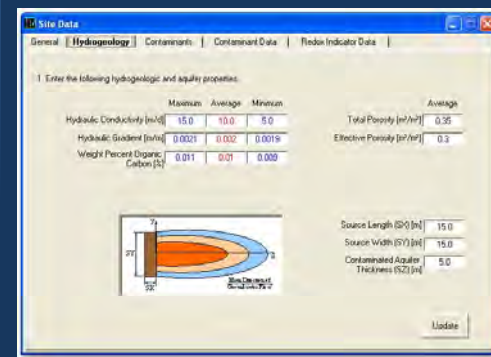 Site Data
General | Hydrogeology | Contaminants | Contaminant Data | Redox Indicator Data |
1. Enter the following hydrogeologic and aquifer properties.
Maximum Average Minimum
Hydraulic Conductivity [m/d] 15.0 10.0 5.0
Hydraulic Gradient [m/m] 0.0021 0.002 0.0019
Weight Percent Organic Carbon [%] 0.011 0.01 0.009
Average
Total Porosity [m³/m³] 0.35
Effective Porosity [m³/m³] 0.3
Y
SY
SX
X
Source Length (SX) [m] 15.0
Source Width (SY) [m] 15.0
Contaminated Aquifer
Thickness (SZ) [m] 5.0
Update